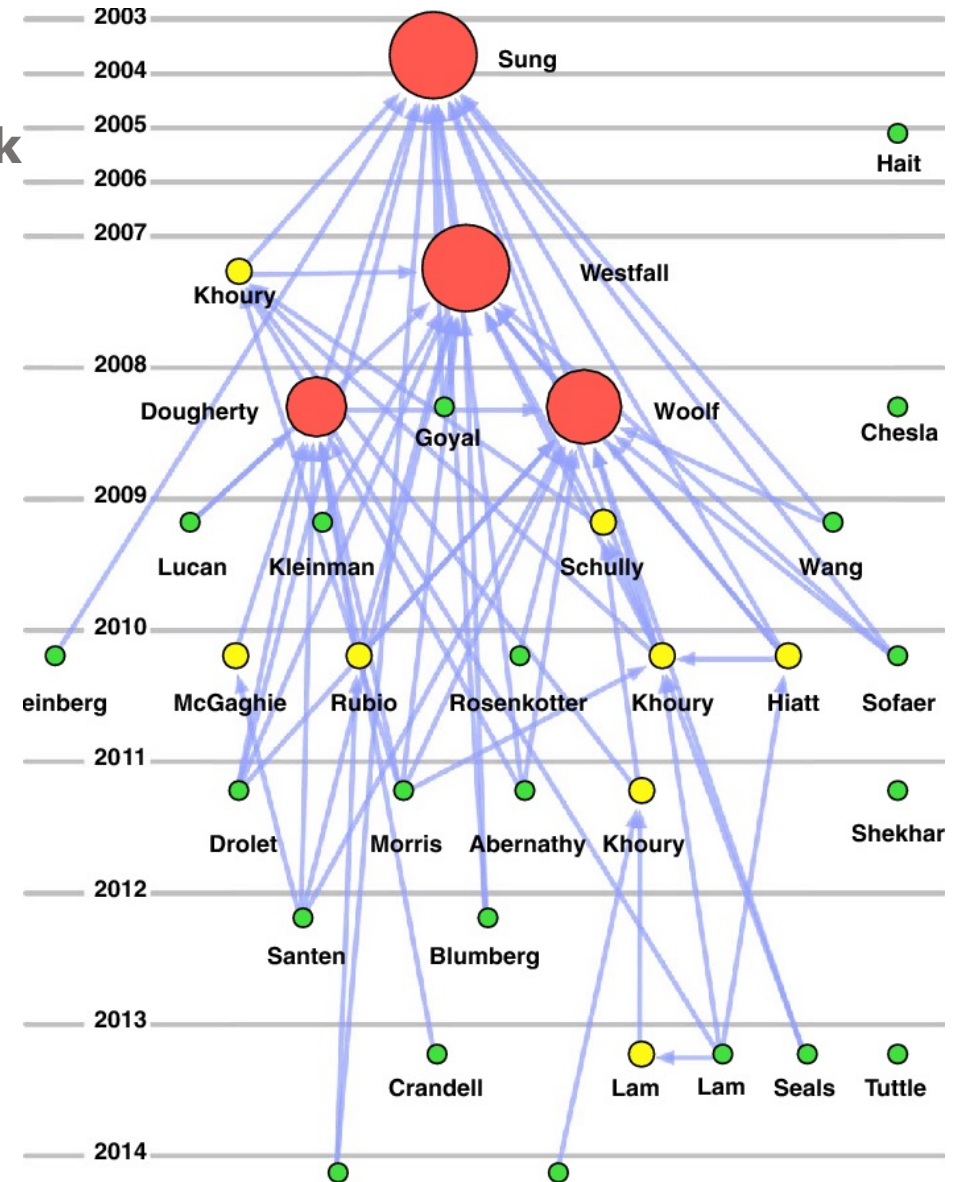 2003
Sung
2004
2005
k
Hait
2006
2007
Westfall
Khoury
2008
Dougherty
Woolf
Goyal
Chesla
2009
Lucan
Kleinman
Schully
Wang
2010
einberg
McGaghie
Rubio
Rosenkotter
Khoury
Hiatt
Sofaer
2011
Drolet
Morris
Abernathy
Khoury
Shekhar
2012
Santen
Blumberg
2013
Crandell
Lam
Lam
Seals
Tuttle
2014